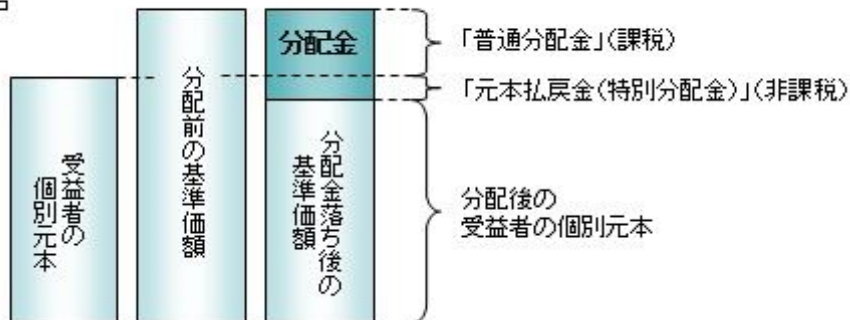 受益者の
個別元本
分配前の基準価額
分配金
分配金落ち後の
基準価額
「普通分配金」(課税)
「元本払戻金(特別分配金)」(非課税)
分配後の
受益者の個別元本